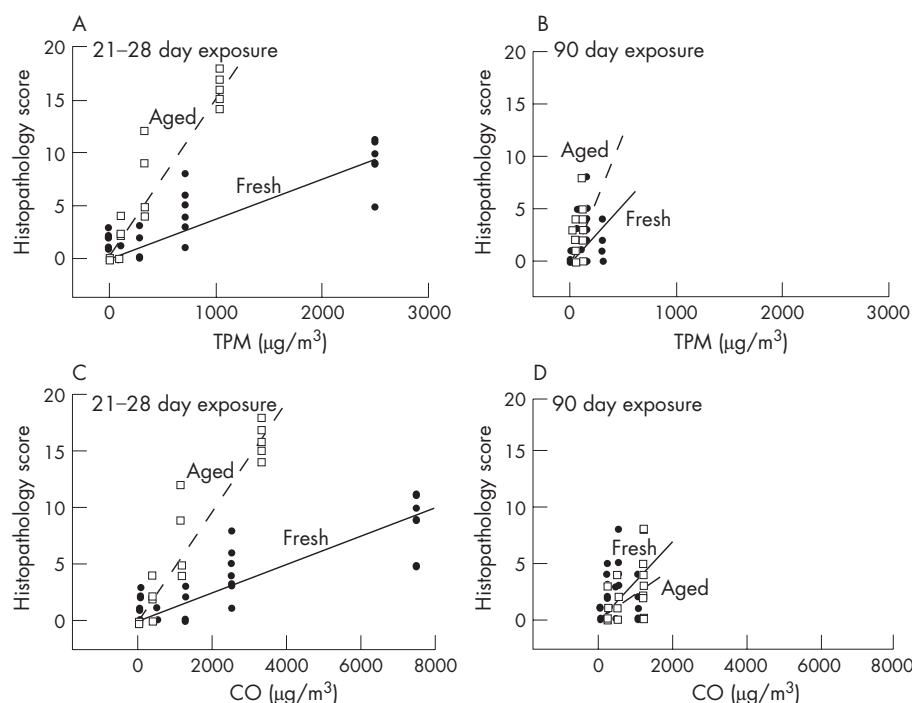 A
21–28 day exposure
20
15
10
5
0
Histopathology score
Aged
Fresh
0 1000 2000 3000
TPM (μg/m³)
B
90 day exposure
20
15
10
5
0
Histopathology score
Aged
Fresh
0 1000 2000 3000
TPM (μg/m³)
C
21–28 day exposure
20
15
10
5
0
Histopathology score
Aged
Fresh
0 2000 4000 6000 8000
CO (μg/m³)
D
90 day exposure
20
15
10
5
0
Histopathology score
Fresh
Aged
0 2000 4000 6000 8000
CO (μg/m³)